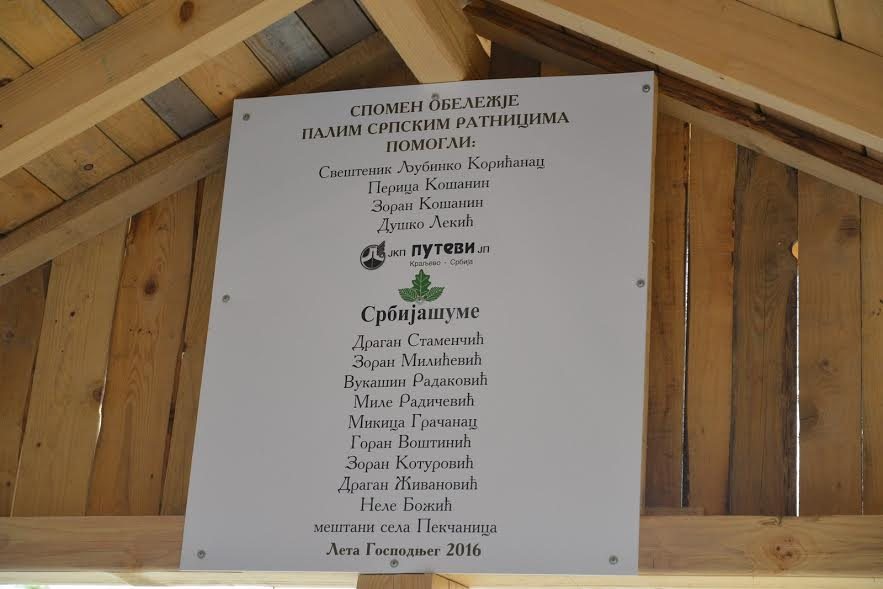 СПОМЕН ОБЕЛЕЖЈЕ
ПАЛИМ СРПСКИМ РАТНИЦИМА
ПОМОГЛИ:
Свештеник Љубинко Корићанац
Перица Кошанин
Зоран Кошанин
Душко Лекић
ЈКП ПУТЕВИ ЈП
Краљево - Србија
Србијашуме
Драган Стаменчић
Зоран Милићевић
Вукашин Радаковић
Миле Радичевић
Микица Грачанац
Горан Воштинић
Зоран Котуровић
Драган Живановић
Неле Божић
мештани села Пекчаница
Лета Господњег 2016